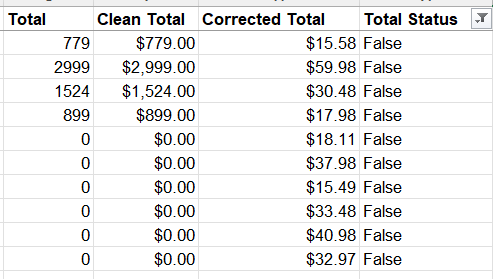 Total Clean Total Corrected Total Total Status
779 $779.00 $15.58 False
2999 $2,999.00 $59.98 False
1524 $1,524.00 $30.48 False
899 $899.00 $17.98 False
0 $0.00 $18.11 False
0 $0.00 $37.98 False
0 $0.00 $15.49 False
0 $0.00 $33.48 False
0 $0.00 $40.98 False
0 $0.00 $32.97 False